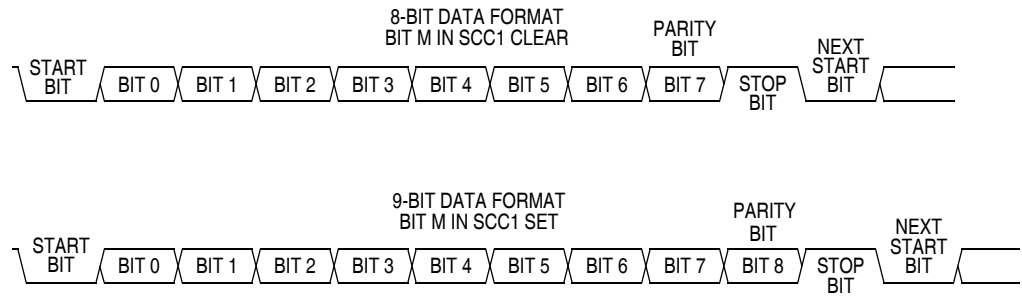 8-BIT DATA FORMAT
BIT M IN SCC1 CLEAR
PARITY
BIT
NEXT
START
BIT
START
BIT
BIT 0
BIT 1
BIT 2
BIT 3
BIT 4
BIT 5
BIT 6
BIT 7
STOP
BIT
9-BIT DATA FORMAT
BIT M IN SCC1 SET
PARITY
BIT
NEXT
START
BIT
START
BIT
BIT 0
BIT 1
BIT 2
BIT 3
BIT 4
BIT 5
BIT 6
BIT 7
BIT 8
STOP
BIT